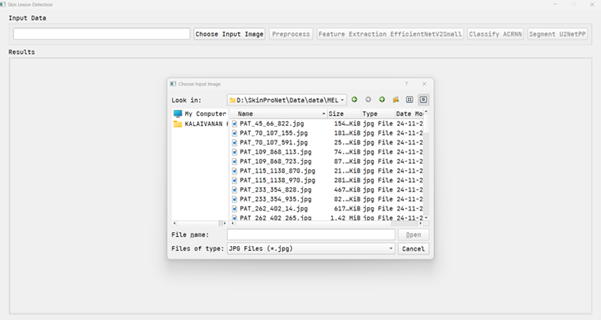 Skin Lesion Detection
Input Data
Choose Input Image Preprocess Feature Extraction EfficientNetV2Small Classify ACRNN Segment U2NetPP
Results
Choose Input Image
Look in: D:\SkinProNet\Data\data\MEL
My Computer
KALAIVANAN
Name Size Type Date Mo
PAT_45_66_822.jpg 154...KiB jpg File 24-11-2
PAT_70_107_155.jpg 181...KiB jpg File 24-11-2
PAT_70_107_591.jpg 25...KiB jpg File 24-11-2
PAT_109_868_113.jpg 74...KiB jpg File 24-11-2
PAT_109_868_723.jpg 87...KiB jpg File 24-11-2
PAT_115_1138_870.jpg 21...KiB jpg File 24-11-2
PAT_115_1138_970.jpg 281...KiB jpg File 24-11-2
PAT_233_354_828.jpg 467...KiB jpg File 24-11-2
PAT_233_354_935.jpg 82...KiB jpg File 24-11-2
PAT_262_402_14.jpg 617...KiB jpg File 24-11-2
PAT 262 402 265.jpg 1.42 MiB jpg File 24-11-2
File name: Open
Files of type: JPG Files (*.jpg) Cancel